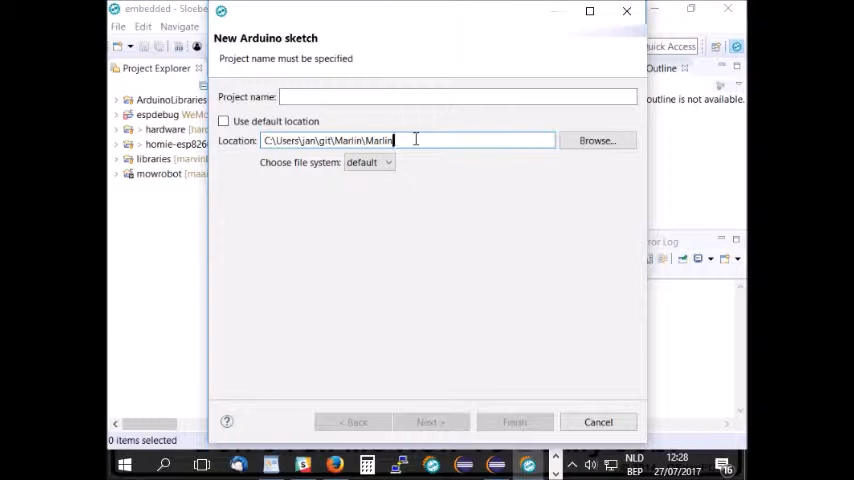 embedded - Sloebe
File Edit Navigate
Quick Access
Project Explorer
ArduinoLibraries
espdebug
hardware
homie-esp826
libraries
mowrobot
Outline
outline is not available.
New Arduino sketch
Project name must be specified
Project name:
Use default location
Location: C:\Users\jan\git\Marlin\Marlin
Browse...
Choose file system: default
ror Log
? < Back Next > Finish Cancel
0 items selected
NLD 12:28
BEP 27/07/2017
16